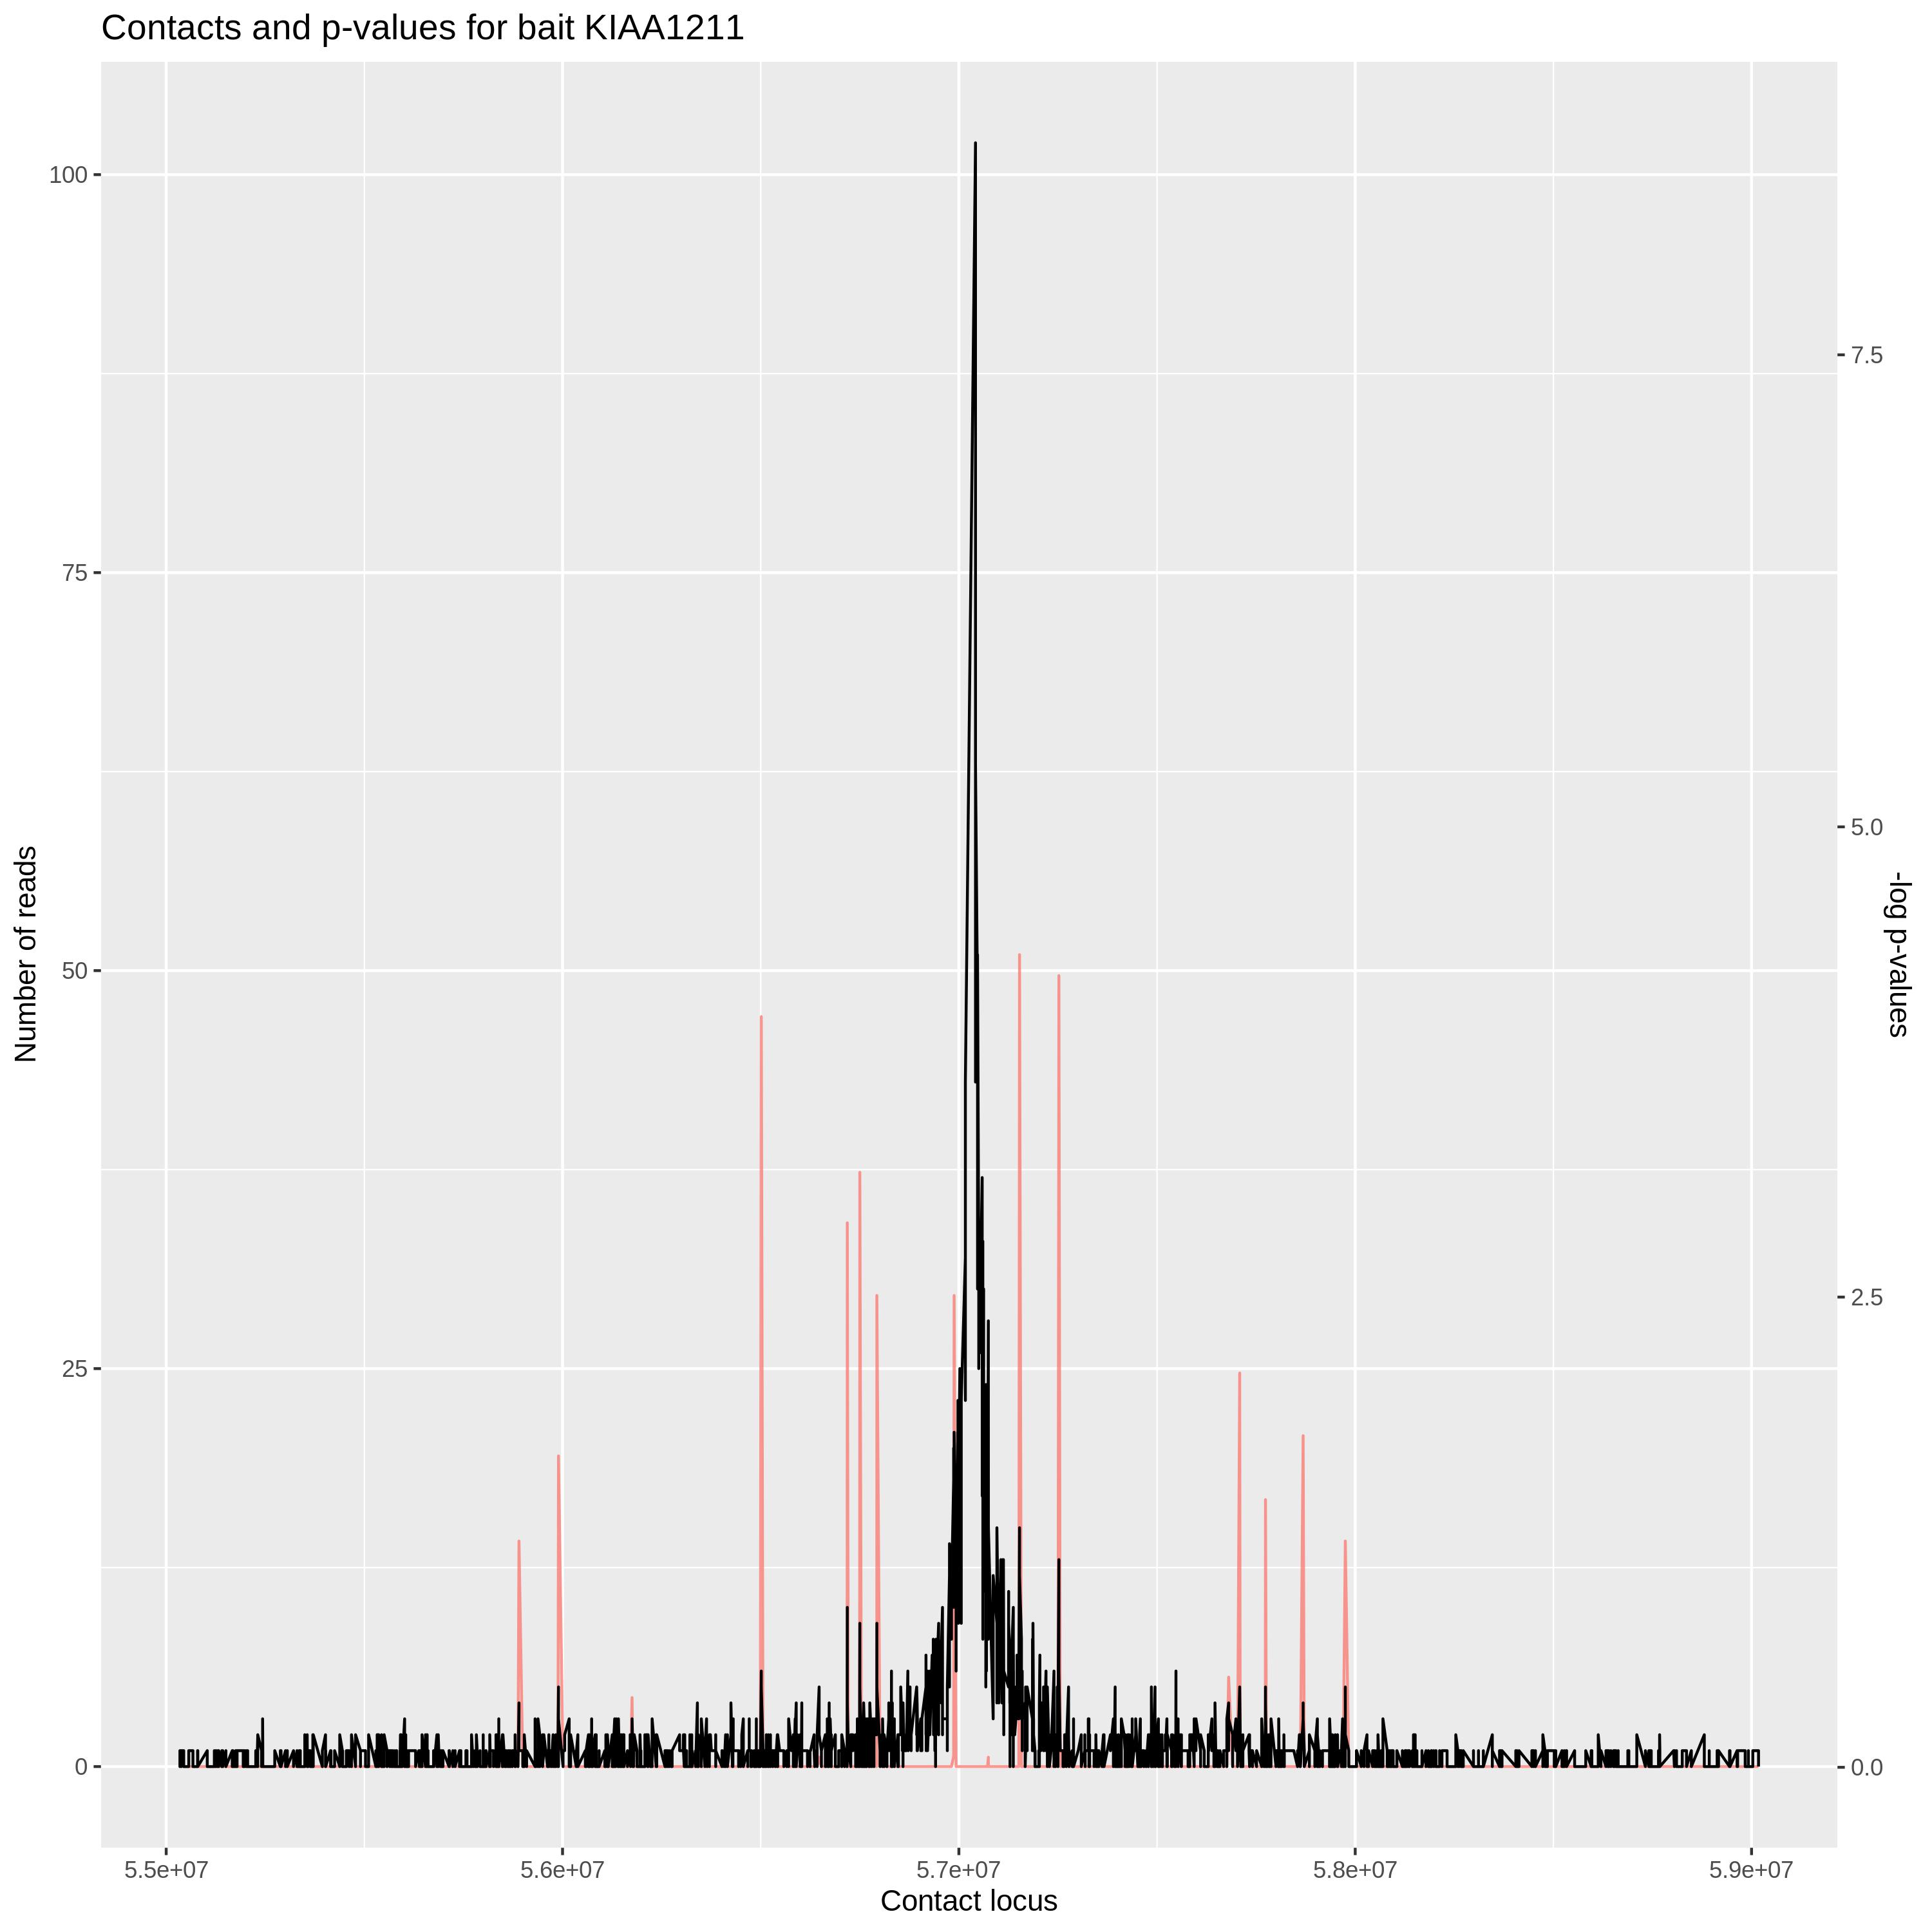 Contacts and p-values for bait KIAA1211
100
75
50
25
0
Number of reads
7.5
5.0
2.5
0.0
-log p-values
5.5e+07
5.6e+07
5.7e+07
5.8e+07
5.9e+07
Contact locus